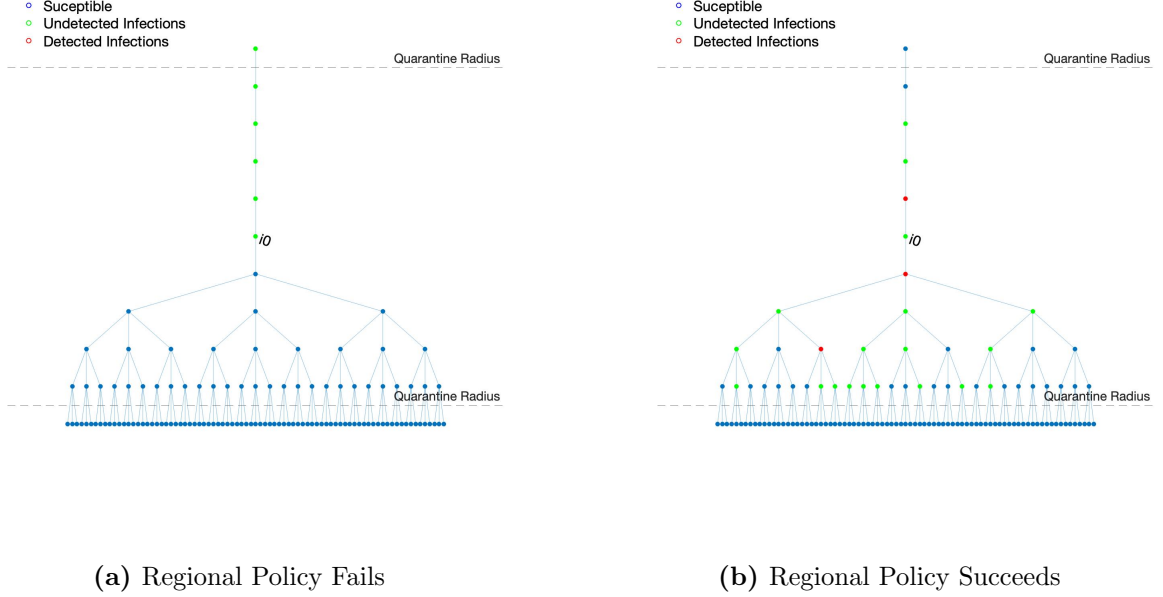 Suceptible
Undetected Infections
Detected Infections
Quarantine Radius
i0
Quarantine Radius
(a) Regional Policy Fails
Suceptible
Undetected Infections
Detected Infections
Quarantine Radius
i0
Quarantine Radius
(b) Regional Policy Succeeds